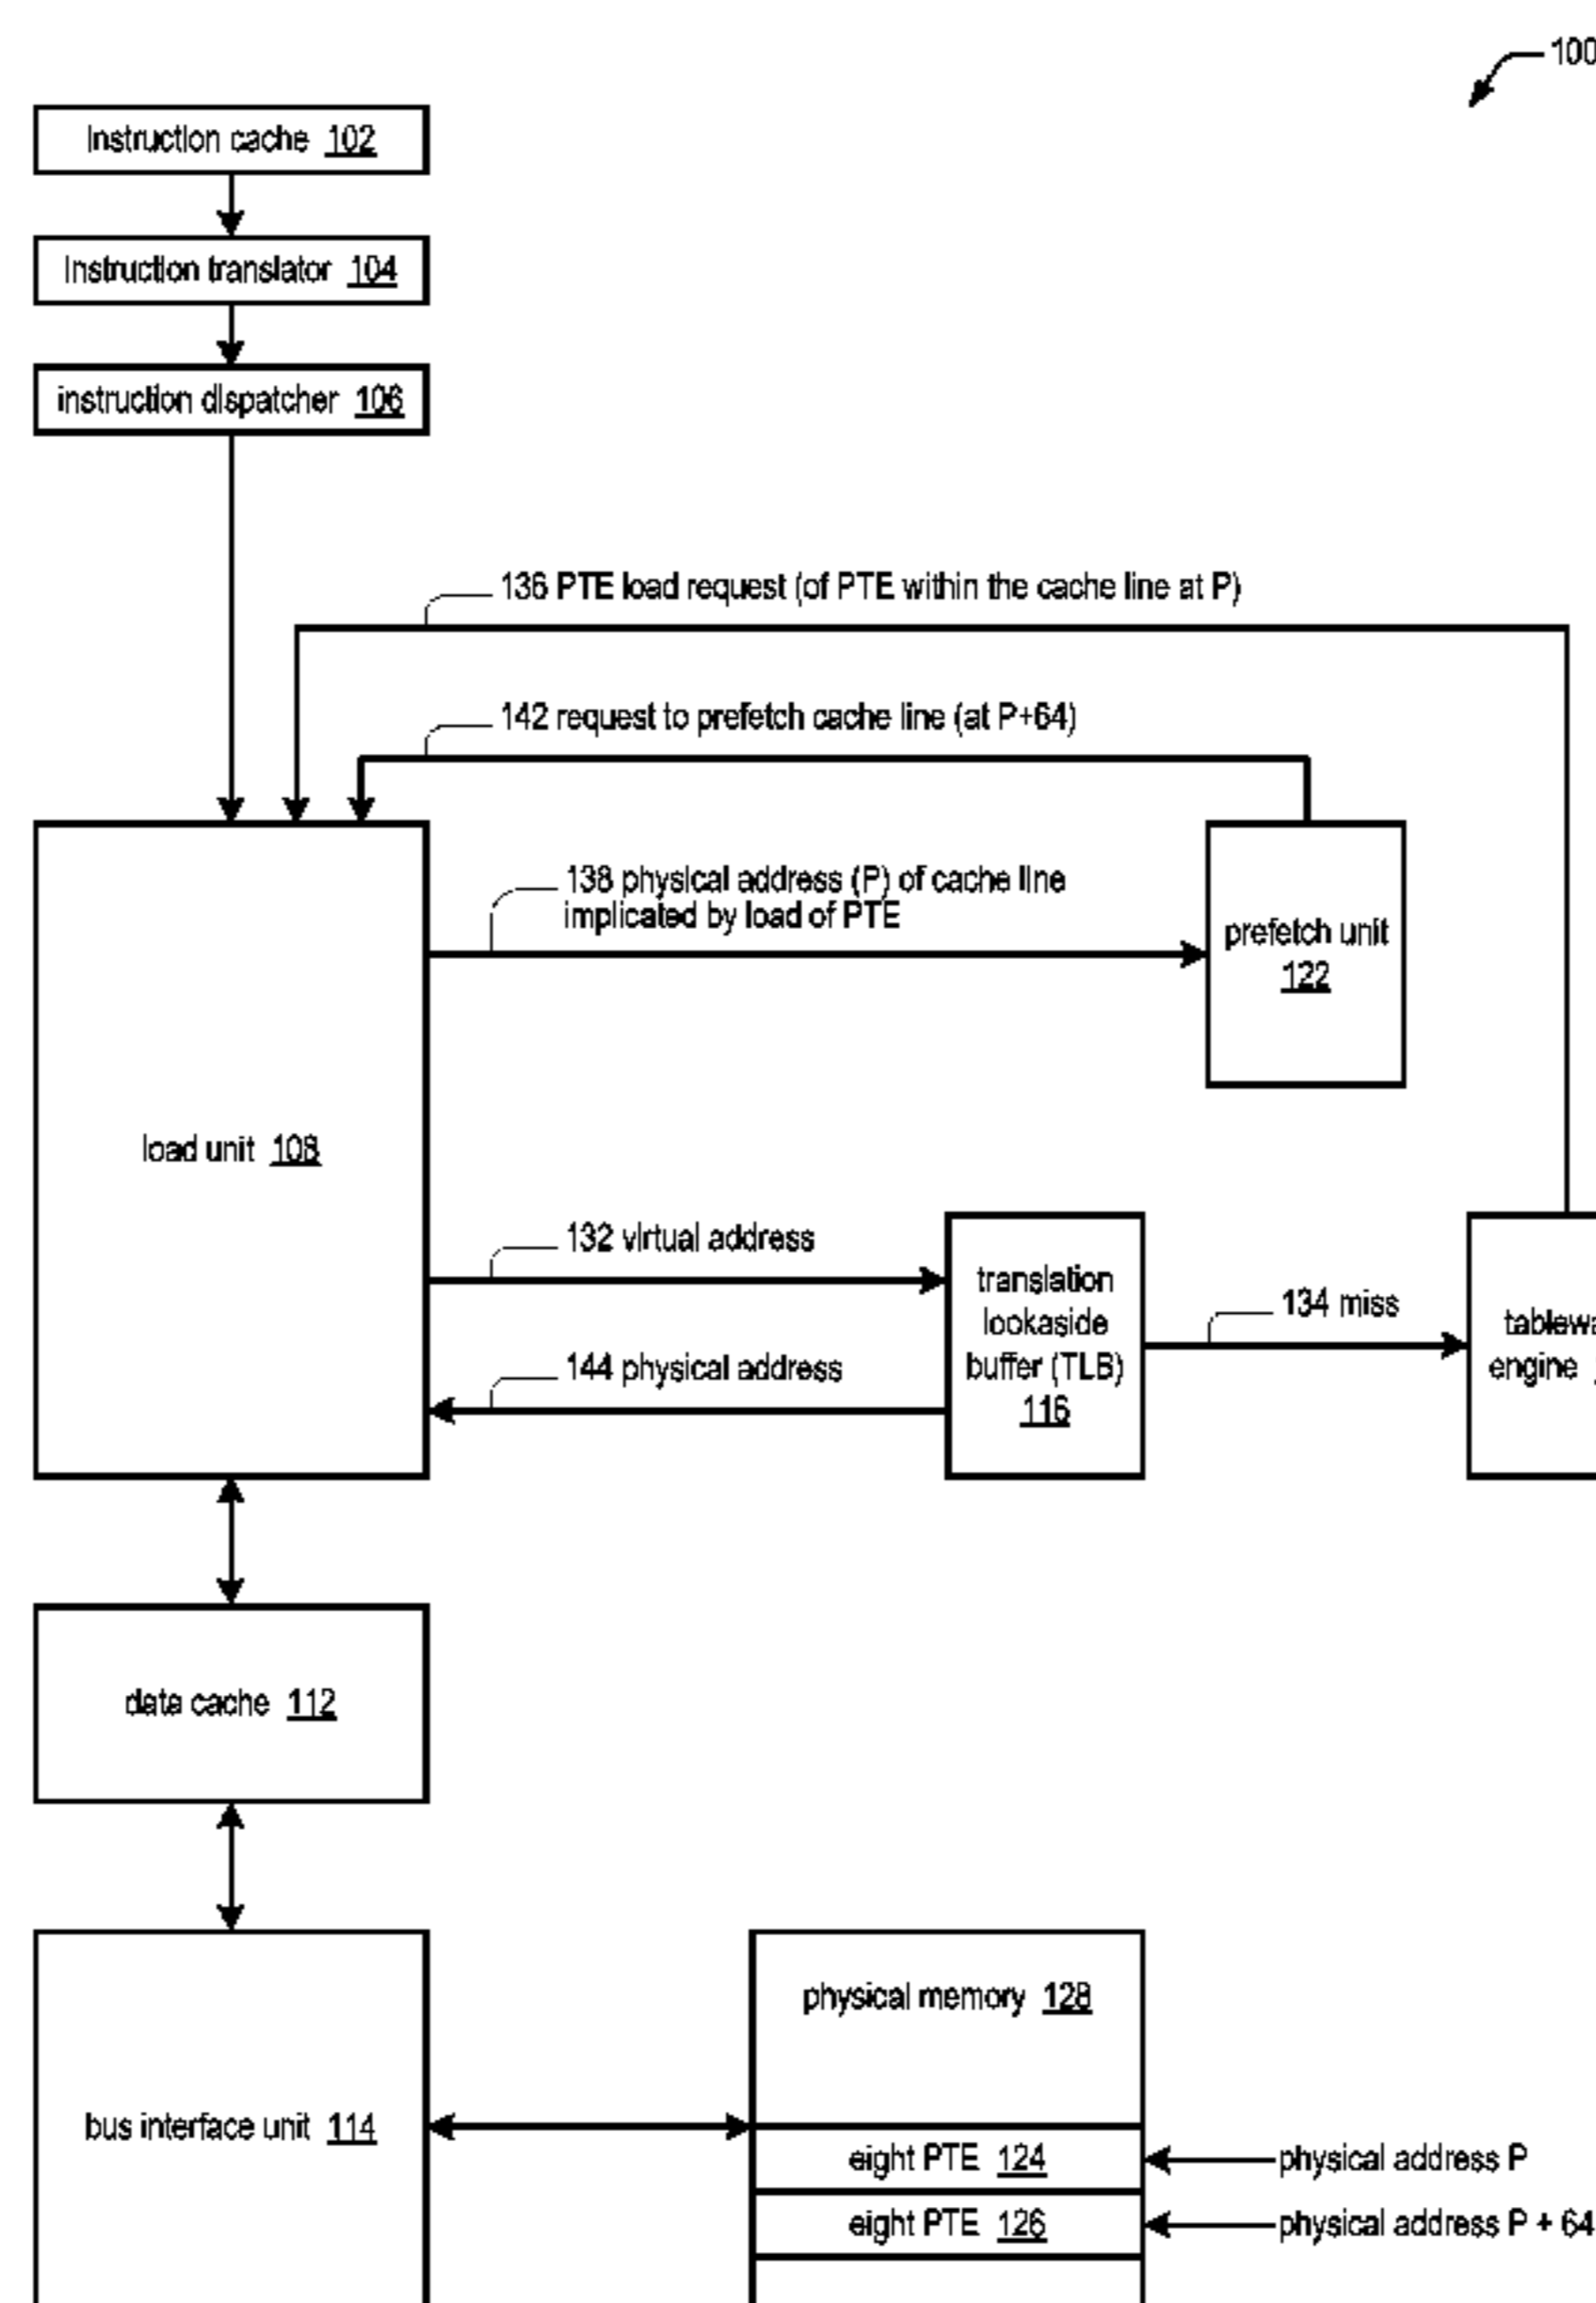 100
instruction cache 102
instruction translator 104
instruction dispatcher 106
136 PTE load request (of PTE within the cache line at P)
142 request to prefetch cache line (at P+64)
138 physical address (P) of cache line
implicated by load of PTE
prefetch unit
122
load unit 108
132 virtual address
translation
lookaside
buffer (TLB)
116
134 miss
engine
144 physical address
data cache 112
physical memory 128
bus interface unit 114
eight PTE 124
physical address P
eight PTE 126
physical address P + 64